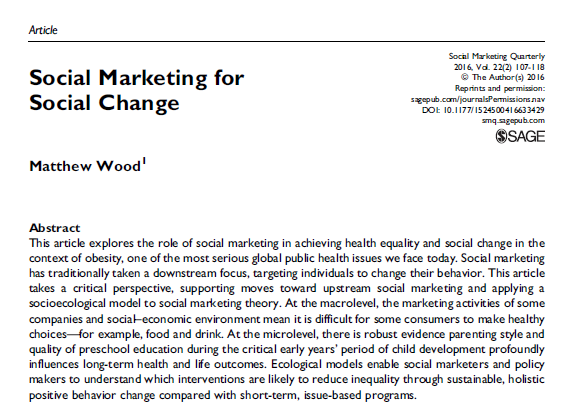 Article
Social Marketing for
Social Change
Social Marketing Quarterly
2016, Vol. 22(2) 107-118
© The Author(s) 2016
Reprints and permission:
sagepub.com/journalsPermissions.nav
DOI: 10.1177/1524500416633429
smq.sagepub.com
SAGE
Matthew Wood1
Abstract
This article explores the role of social marketing in achieving health equality and social change in the
context of obesity, one of the most serious global public health issues we face today. Social marketing
has traditionally taken a downstream focus, targeting individuals to change their behavior. This article
takes a critical perspective, supporting moves toward upstream social marketing and applying a
socioecological model to social marketing theory. At the macrolevel, the marketing activities of some
companies and social–economic environment mean it is difficult for some consumers to make healthy
choices—for example, food and drink. At the microlevel, there is robust evidence parenting style and
quality of preschool education during the critical early years' period of child development profoundly
influences long-term health and life outcomes. Ecological models enable social marketers and policy
makers to understand which interventions are likely to reduce inequality through sustainable, holistic
positive behavior change compared with short-term, issue-based programs.